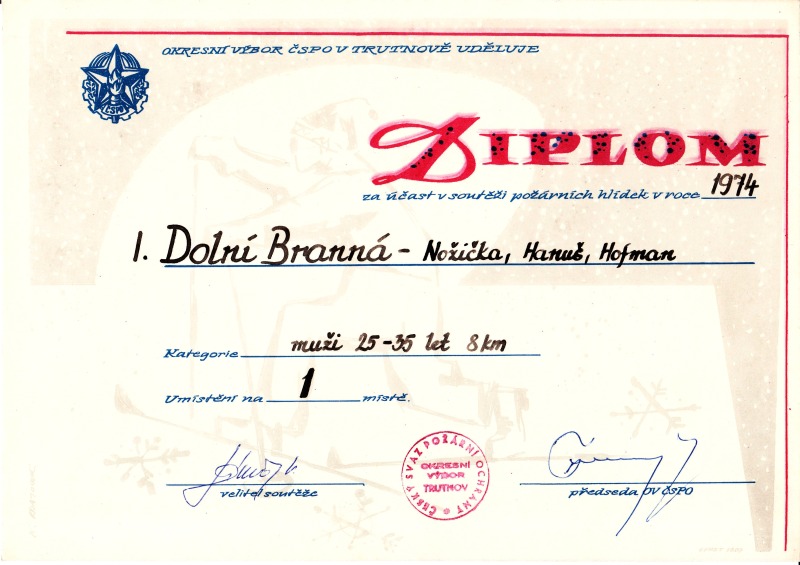 OKRESNÍ VÝBOR ČSPO V TRUTNOVĚ UDĚLUJE
ČSPO
DIPLOM
za účast v soutěži požárních hlídek v roce 1974
1. Dolní Branná - Nožička, Hanuš, Hofman
Kategorie muži 25-35 let 8 km
Umístění na 1 místě.
ČESKÝ SVAZ POŽÁRNÍ OCHRANY
OKRESNÍ
VÝBOR
TRUTNOV
velitel soutěže
předseda OV ČSPO